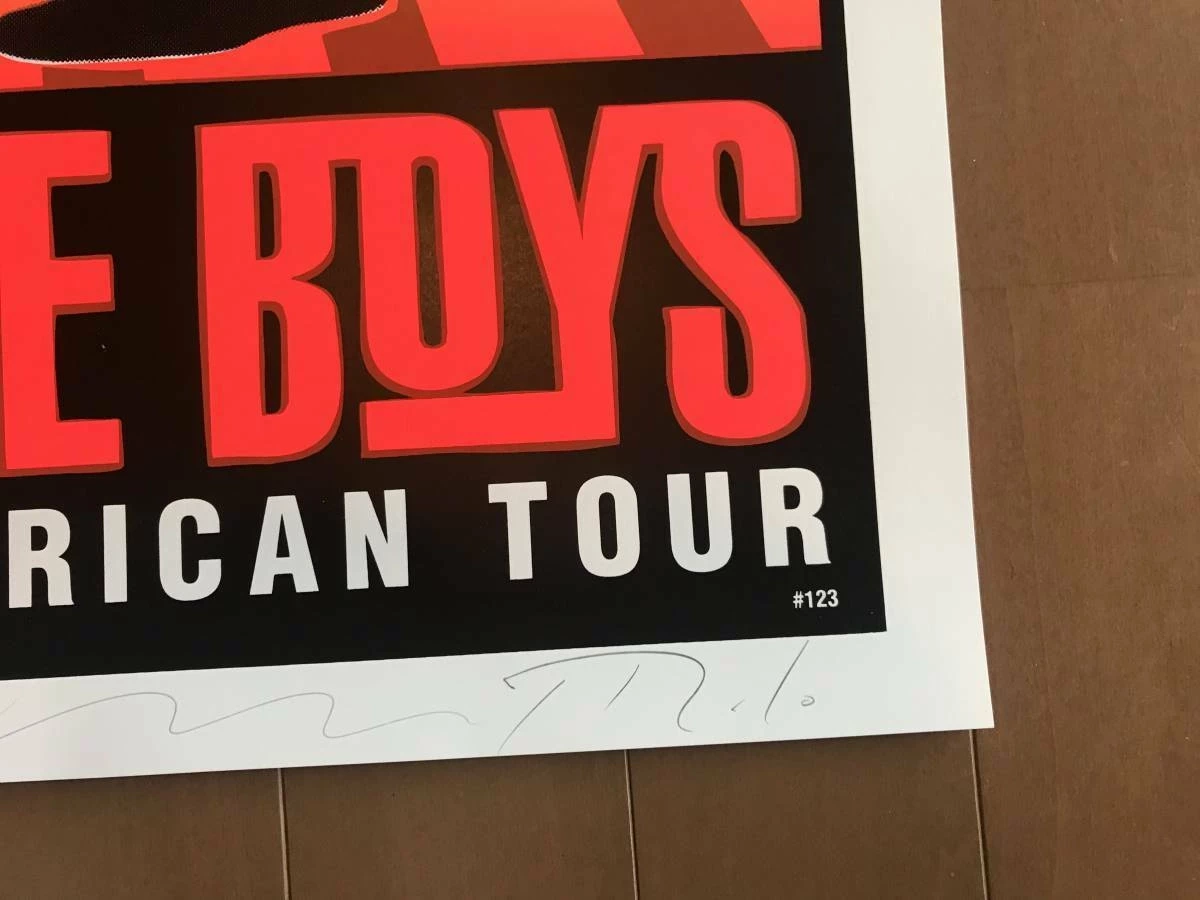 E BOYS
RICAN TOUR
#123